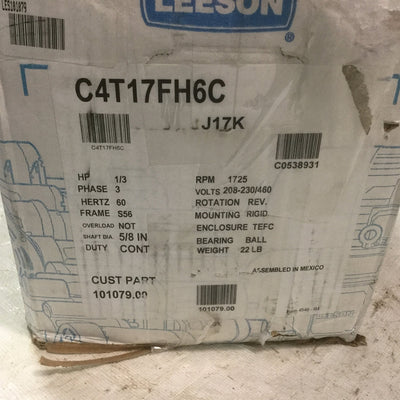 LEESON
®
C4T17FH6C
J17K
C4T17FH6C
C0538931
HP 1/3 RPM 1725
PHASE 3 VOLTS 208-230/460
HERTZ 60 ROTATION REV.
FRAME S56 MOUNTING RIGID
OVERLOAD NOT ENCLOSURE TEFC
SHAFT DIA 5/8 IN BEARING BALL
DUTY CONT WEIGHT 22 LB
ASSEMBLED IN MEXICO
CUST PART
101079.00
101079.00